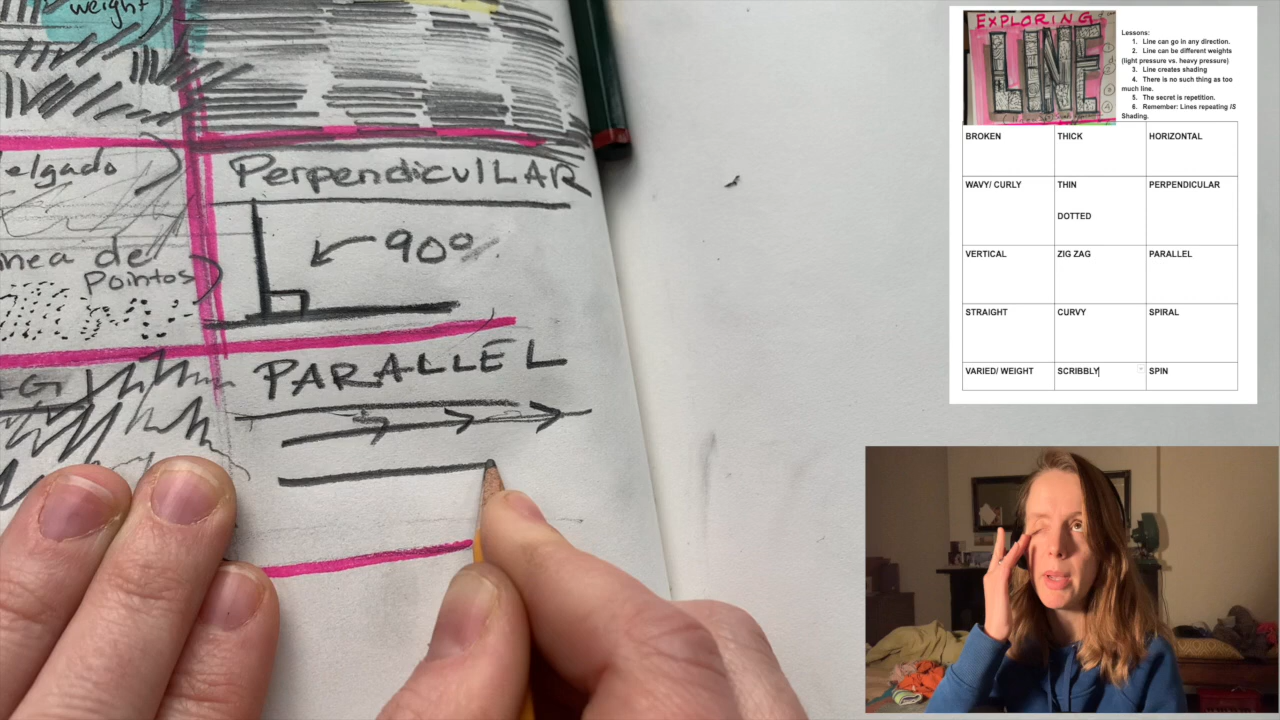 weight
elgado
inea de
Pointos
AG
PerpendicuILAR
90°
PARALLEL
EXPLORING
LINE
Lessons:
1. Line can go in any direction.
2. Line can be different weights
(light pressure vs. heavy pressure)
3. Line creates shading
4. There is no such thing as too
much line.
5. The secret is repetition.
6. Remember: Lines repeating IS
Shading.
BROKEN THICK HORIZONTAL
WAVY/ CURLY THIN PERPENDICULAR
DOTTED
VERTICAL ZIG ZAG PARALLEL
STRAIGHT CURVY SPIRAL
VARIED/ WEIGHT SCRIBBLY SPIN